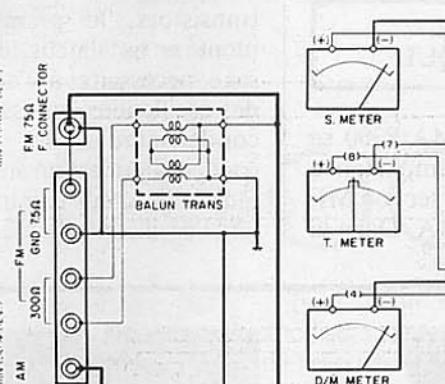 FM 75Ω
F. CONNECTOR
FM
GND 75Ω
300Ω
AM
BALUN TRANS
(+)
(-)
S. METER
(7)
(+)
(8)
(-)
T. METER
(+)
(4)
(-)
D/M METER